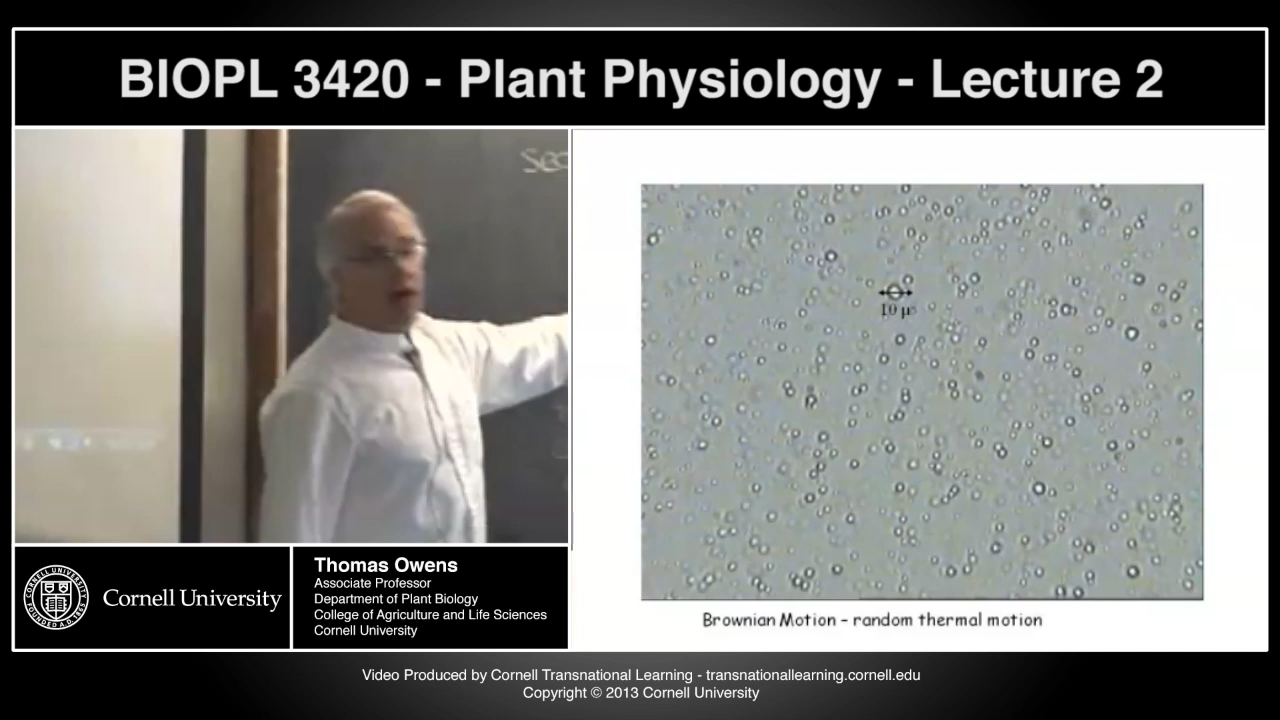 BIOPL 3420 - Plant Physiology - Lecture 2
10 µ
Cornell University
Thomas Owens
Associate Professor
Department of Plant Biology
College of Agriculture and Life Sciences
Cornell University
Brownian Motion - random thermal motion
Video Produced by Cornell Transnational Learning - transnationallearning.cornell.edu
Copyright © 2013 Cornell University